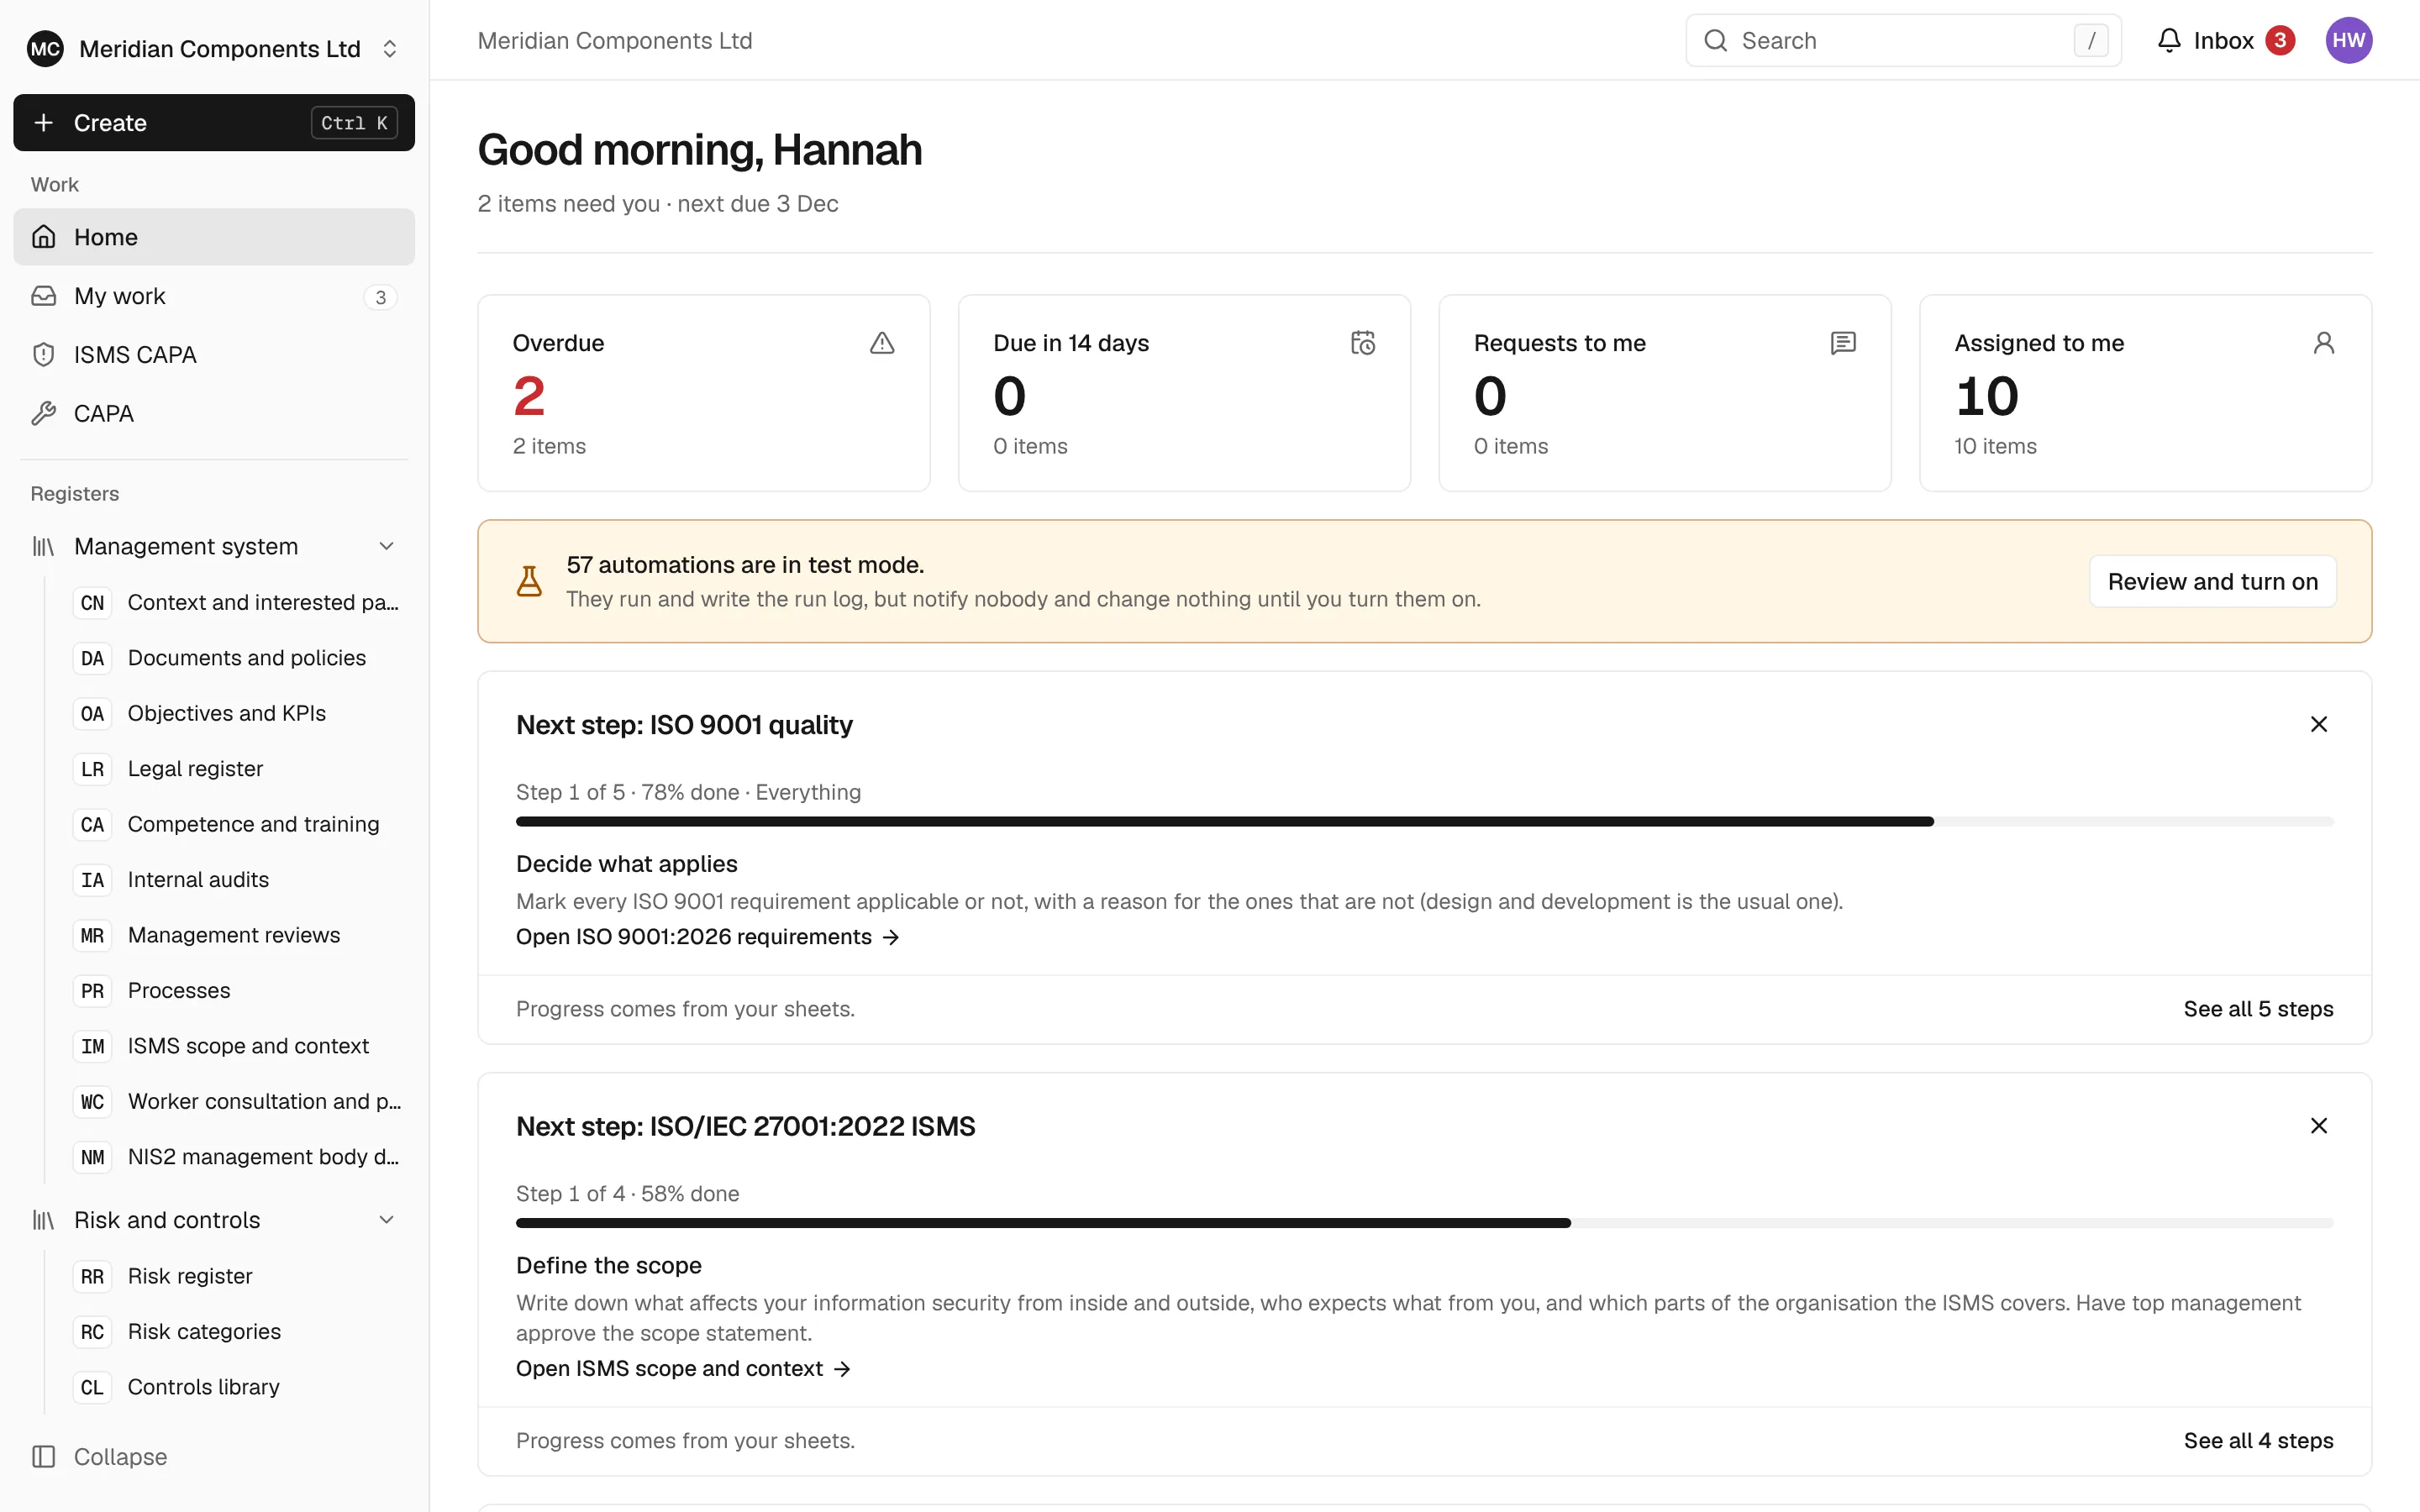 MC Meridian Components Ltd
Create Ctrl K
Work
Home
My work 3
ISMS CAPA
CAPA
Registers
Management system
CN Context and interested pa...
DA Documents and policies
OA Objectives and KPIs
LR Legal register
CA Competence and training
IA Internal audits
MR Management reviews
PR Processes
IM ISMS scope and context
WC Worker consultation and p...
NM NIS2 management body d...
Risk and controls
RR Risk register
RC Risk categories
CL Controls library
Collapse
Meridian Components Ltd
Search /
Inbox 3
HW
Good morning, Hannah
2 items need you · next due 3 Dec
Overdue
2
2 items
Due in 14 days
0
0 items
Requests to me
0
0 items
Assigned to me
10
10 items
57 automations are in test mode.
They run and write the run log, but notify nobody and change nothing until you turn them on.
Review and turn on
Next step: ISO 9001 quality
Step 1 of 5 · 78% done · Everything
Decide what applies
Mark every ISO 9001 requirement applicable or not, with a reason for the ones that are not (design and development is the usual one).
Open ISO 9001:2026 requirements →
Progress comes from your sheets.
See all 5 steps
Next step: ISO/IEC 27001:2022 ISMS
Step 1 of 4 · 58% done
Define the scope
Write down what affects your information security from inside and outside, who expects what from you, and which parts of the organisation the ISMS covers. Have top management
approve the scope statement.
Open ISMS scope and context →
Progress comes from your sheets.
See all 4 steps